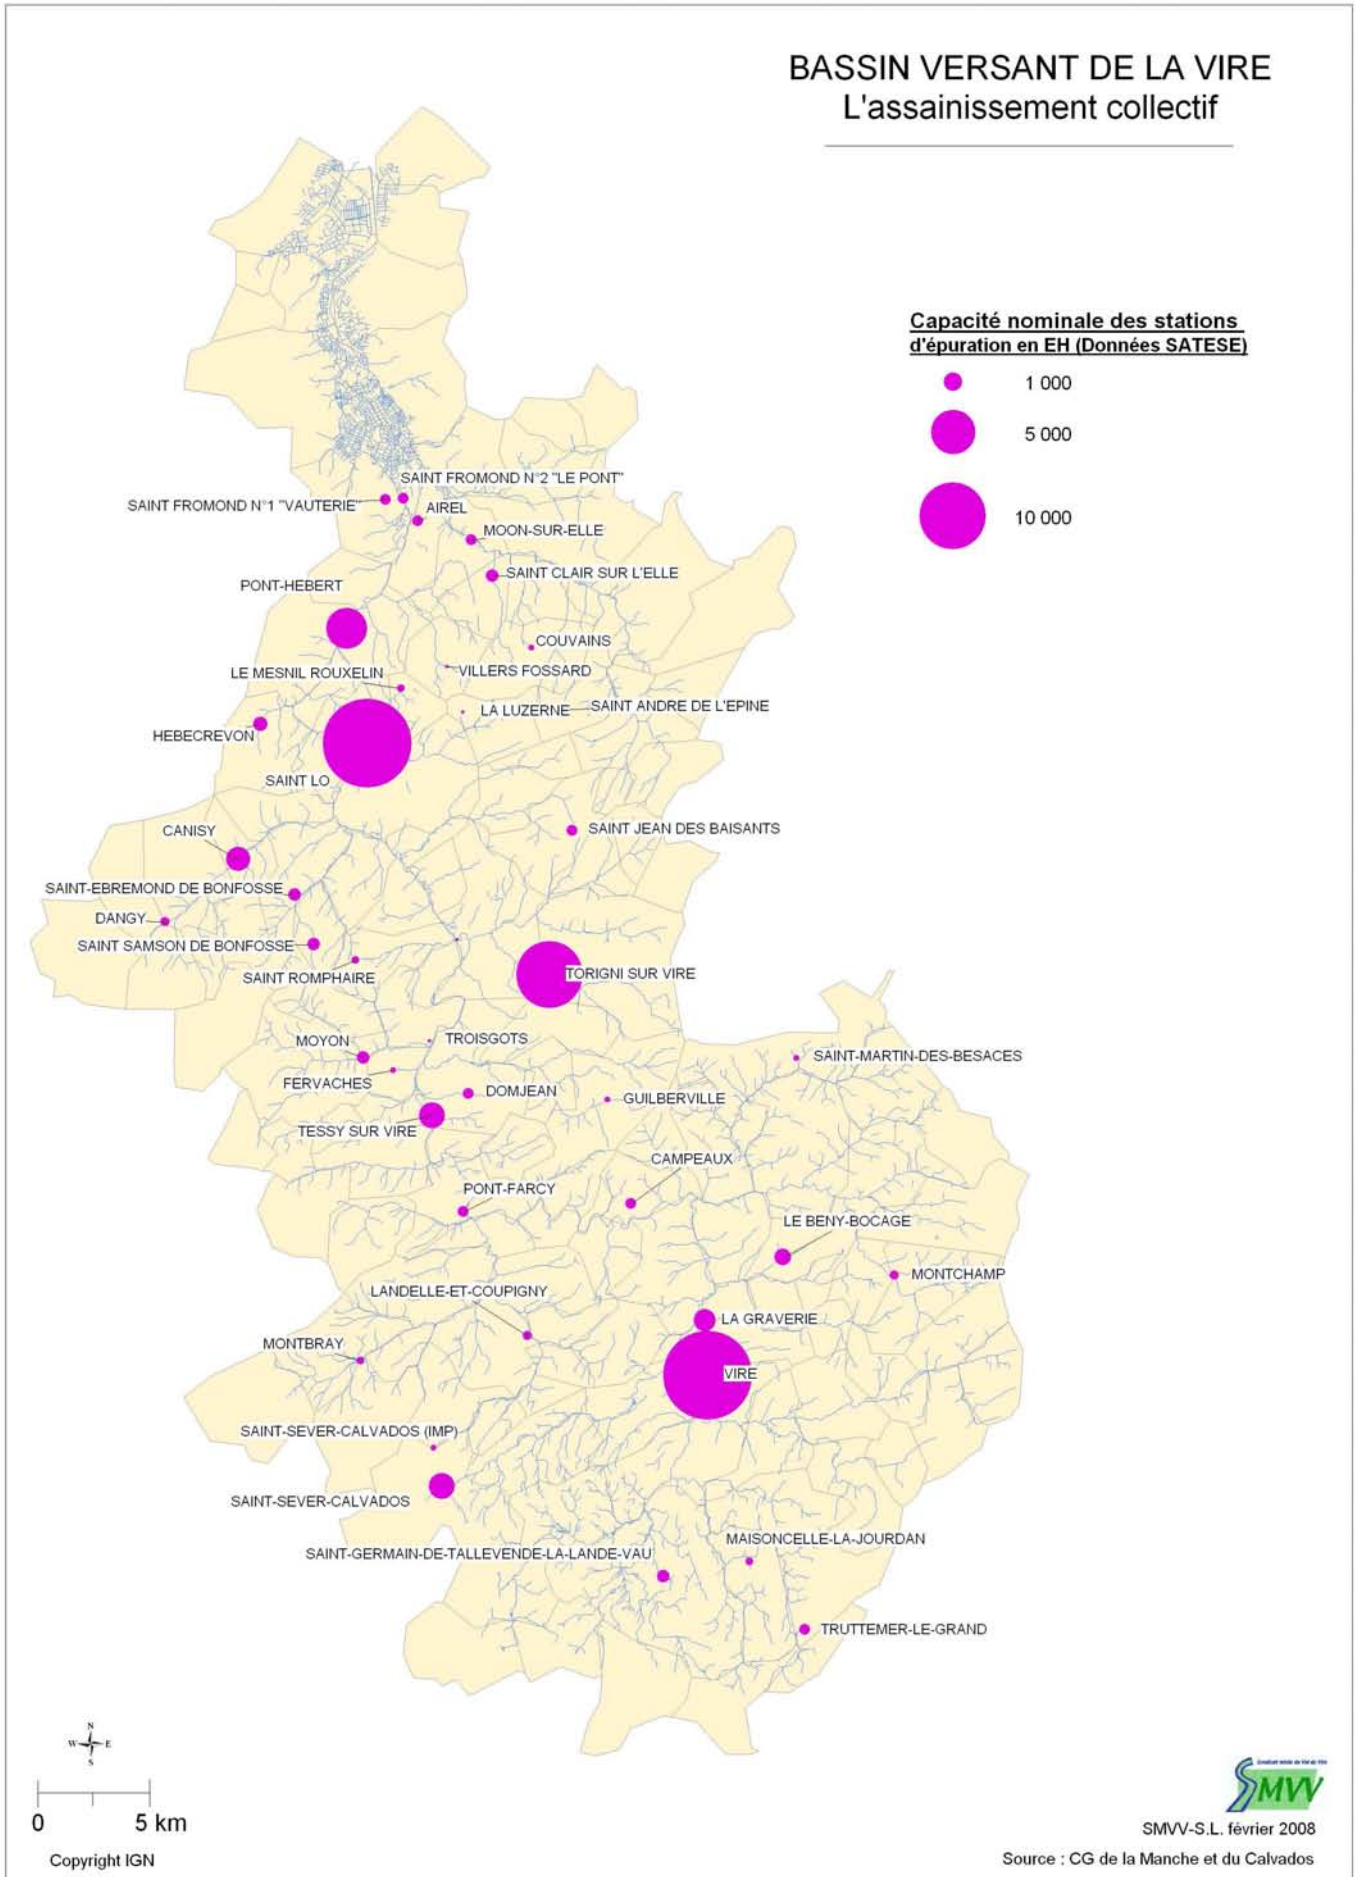 BASSIN VERSANT DE LA VIRE
L'assainissement collectif
Capacité nominale des stations
d'épuration en EH (Données SATESE)
1 000
5 000
10 000
SAINT FROMOND N°2 "LE PONT"
SAINT FROMOND N°1 "VAUTERIE"
AIREL
MOON-SUR-ELLE
SAINT CLAIR SUR L'ELLE
PONT-HEBERT
COUVAINS
VILLERS FOSSARD
LE MESNIL ROUXELIN
LA LUZERNE
SAINT ANDRE DE L'EPINE
HEBECREVON
SAINT LO
SAINT JEAN DES BAISANTS
CANISY
SAINT-EBREMOND DE BONFOSSE
DANGY
SAINT SAMSON DE BONFOSSE
SAINT ROMPHAIRE
TORIGNI SUR VIRE
MOYON
TROISGOTS
SAINT-MARTIN-DES-BESACES
FERVACHES
DOMJEAN
GUILBERVILLE
TESSY SUR VIRE
CAMPEAUX
PONT-FARCY
LE BENY-BOCAGE
MONTCHAMP
LANDELLE-ET-COUPIGNY
LA GRAVERIE
MONTBRAY
VIRE
SAINT-SEVER-CALVADOS (IMP)
SAINT-SEVER-CALVADOS
MAISONCELLE-LA-JOURDAN
SAINT-GERMAIN-DE-TALLEVENDE-LA-LANDE-VAU
TRUTTEMER-LE-GRAND
N
W E
S
0 5 km
Copyright IGN
SMVV
SMVV-S.L. février 2008
Source : CG de la Manche et du Calvados